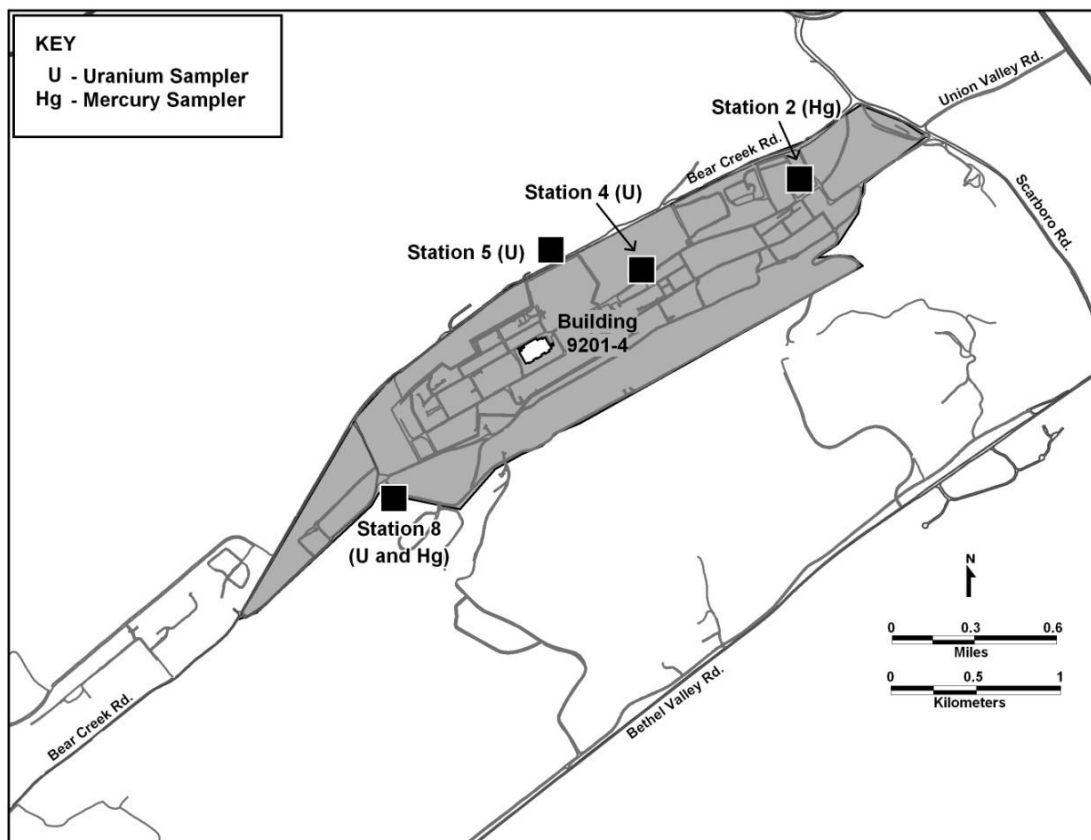 KEY
U - Uranium Sampler
Hg - Mercury Sampler
Union Valley Rd.
Station 2 (Hg)
Bear Creek Rd.
Scarboro Rd.
Station 4 (U)
Station 5 (U)
Building
9201-4
Station 8
(U and Hg)
N
0 0.3 0.6
Miles
0 0.5 1
Kilometers
Bethel Valley Rd.
Bear Creek Rd.